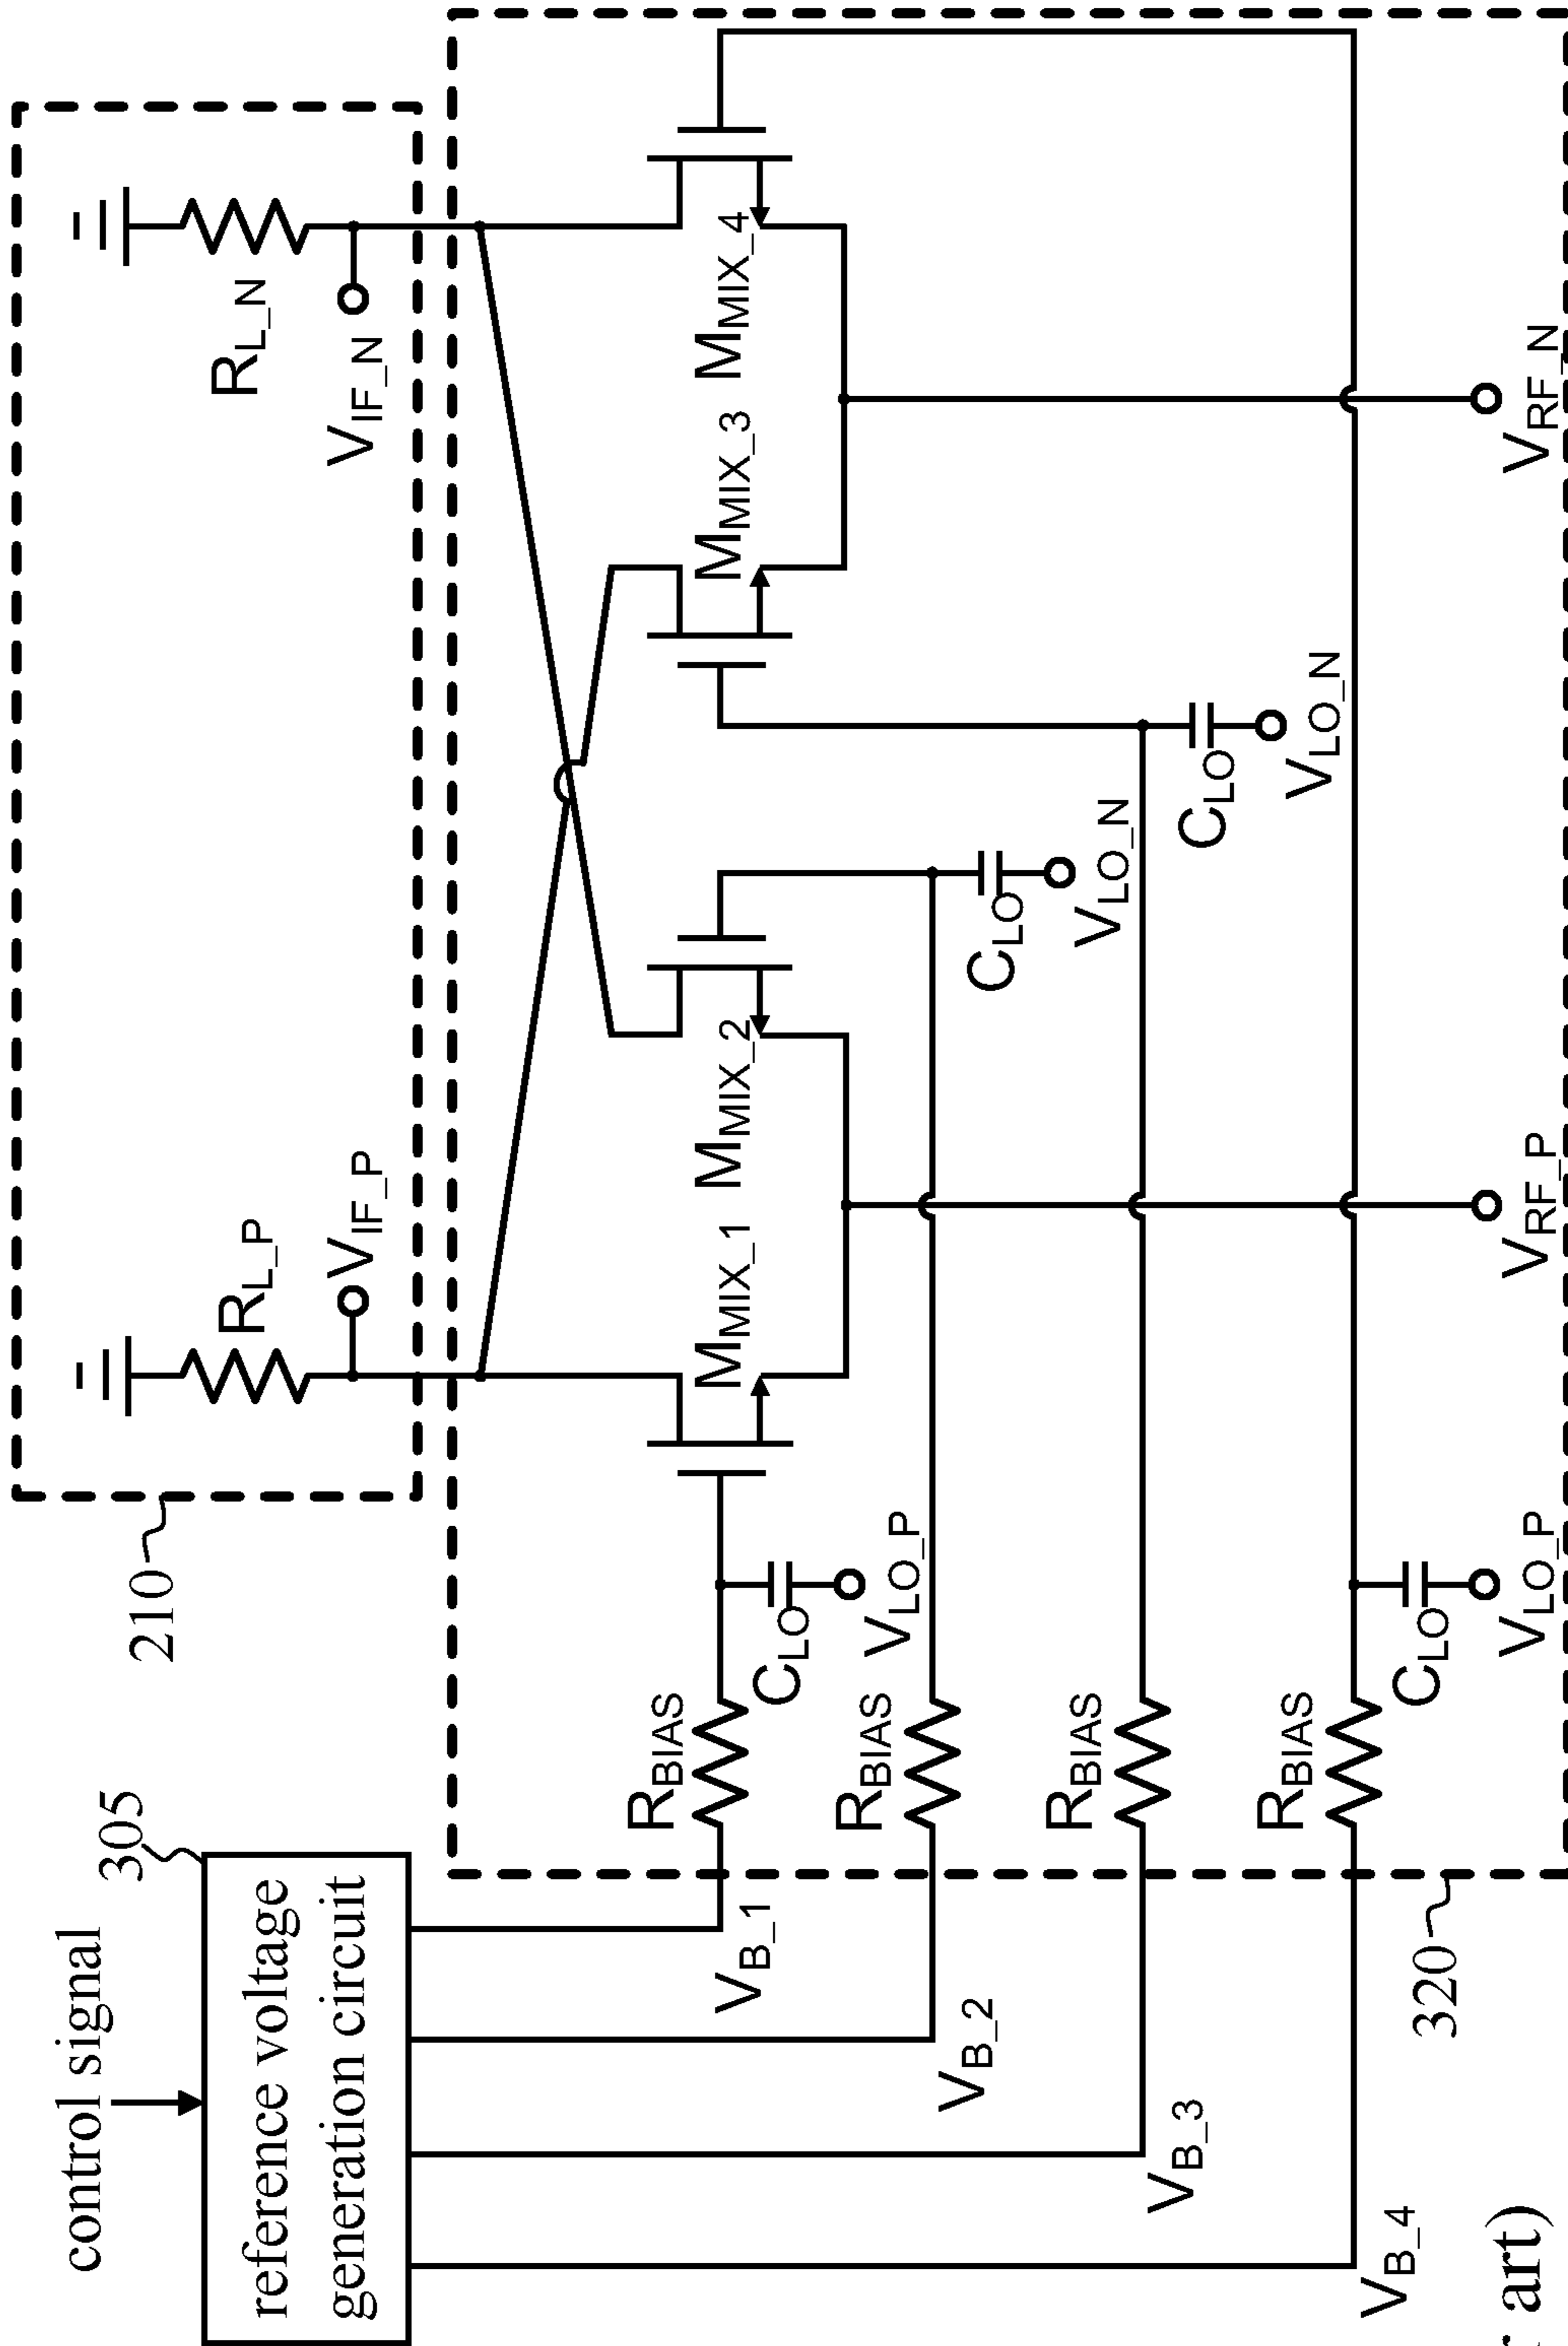 control signal
305
reference voltage
generation circuit
210
R_L_P
V_IF_P
R_L_N
V_IF_N
V_B_1
R_BIAS
C_LO
V_LO_P
M_MIX_1
M_MIX_2
M_MIX_3
M_MIX_4
V_B_2
R_BIAS
C_LO
V_LO_N
V_B_3
R_BIAS
C_LO
V_LO_N
V_B_4
R_BIAS
C_LO
V_LO_P
320
V_RF_P
V_RF_N
art)